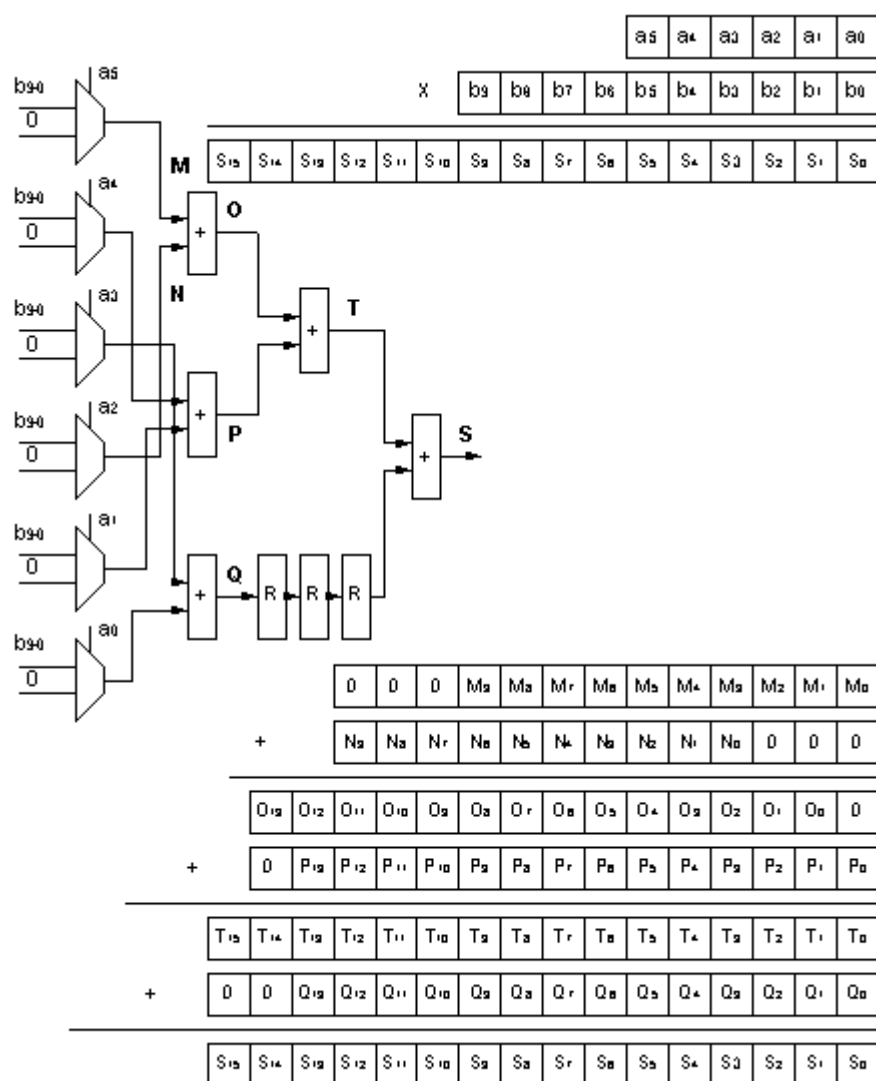 a5 a4 a3 a2 a1 a0
a5
b9-0
X b9 b8 b7 b6 b5 b4 b3 b2 b1 b0
0
M S15 S14 S13 S12 S11 S10 S9 S8 S7 S6 S5 S4 S3 S2 S1 S0
a4
b9-0
0
+ O
N
a3
b9-0
0
+ T
a2
b9-0
0
+ P
+ S
a1
b9-0
0
+ Q R R R
a0
b9-0
0
0 0 0 M9 M8 M7 M6 M5 M4 M3 M2 M1 M0
+ N9 N8 N7 N6 N5 N4 N3 N2 N1 N0 0 0 0
O13 O12 O11 O10 O9 O8 O7 O6 O5 O4 O3 O2 O1 O0 0
+ 0 P13 P12 P11 P10 P9 P8 P7 P6 P5 P4 P3 P2 P1 P0
T15 T14 T13 T12 T11 T10 T9 T8 T7 T6 T5 T4 T3 T2 T1 T0
+ 0 0 Q13 Q12 Q11 Q10 Q9 Q8 Q7 Q6 Q5 Q4 Q3 Q2 Q1 Q0
S15 S14 S13 S12 S11 S10 S9 S8 S7 S6 S5 S4 S3 S2 S1 S0